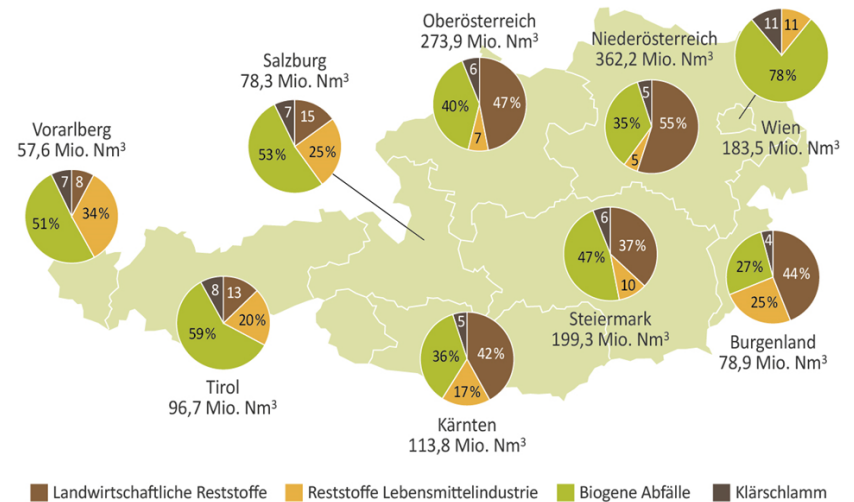 Oberösterreich
273,9 Mio. Nm³
6
47%
40%
7
Niederösterreich
362,2 Mio. Nm³
5
55%
35%
5
11
11
78%
Wien
183,5 Mio. Nm³
Salzburg
78,3 Mio. Nm³
7
15
25%
53%
Vorarlberg
57,6 Mio. Nm³
7
8
34%
51%
6
37%
47%
10
Steiermark
199,3 Mio. Nm³
4
44%
27%
25%
Burgenland
78,9 Mio. Nm³
8
13
20%
59%
Tirol
96,7 Mio. Nm³
5
42%
36%
17%
Kärnten
113,8 Mio. Nm³
Landwirtschaftliche Reststoffe
Reststoffe Lebensmittelindustrie
Biogene Abfälle
Klärschlamm